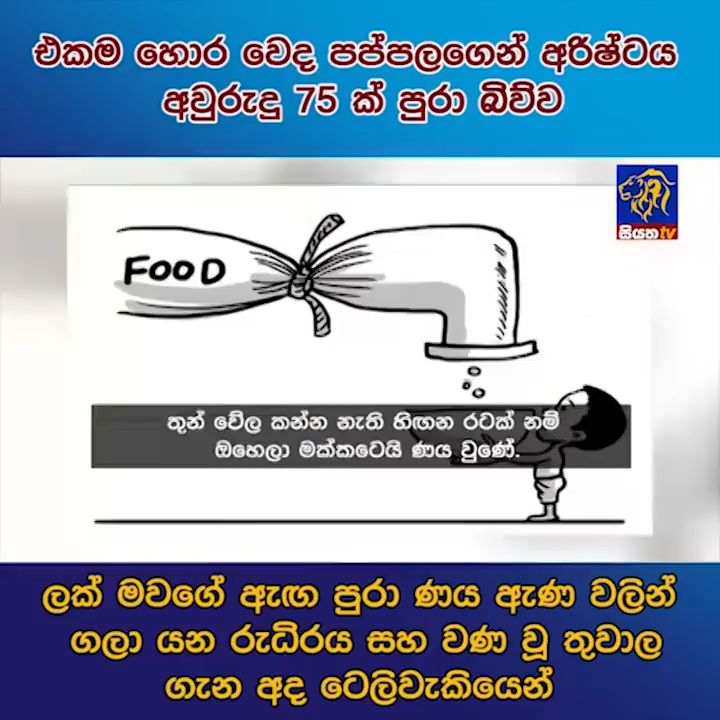 එකම හොර වෙද පප්පලගෙන් අරිෂ්ටය
අවුරුදු 75 ක් පුරා බිව්ව
සියත tv
FOOD
තුන් වේල කන්න නැති හිඟන රටක් නම්
ඔහෙලා මක්කටෙයි ණය වුණේ.
ලක් මවගේ ඇඟ පුරා ණය ඇණ වලින්
ගලා යන රුධිරය සහ වණ වූ තුවාල
ගැන අද ටෙලිවැකියෙන්